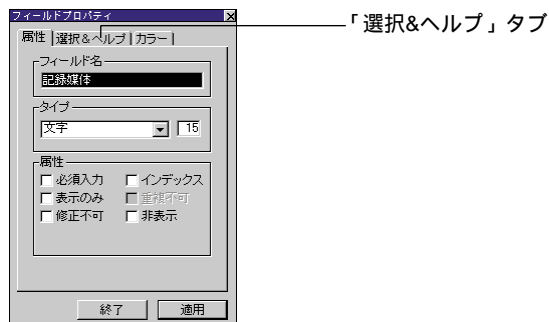 フィールドプロパティ
「選択&ヘルプ」タブ
属性 選択&ヘルプ カラー
フィールド名
記録媒体
タイプ
文字 15
属性
必須入力 インデックス
表示のみ 重複不可
修正不可 非表示
終了 適用